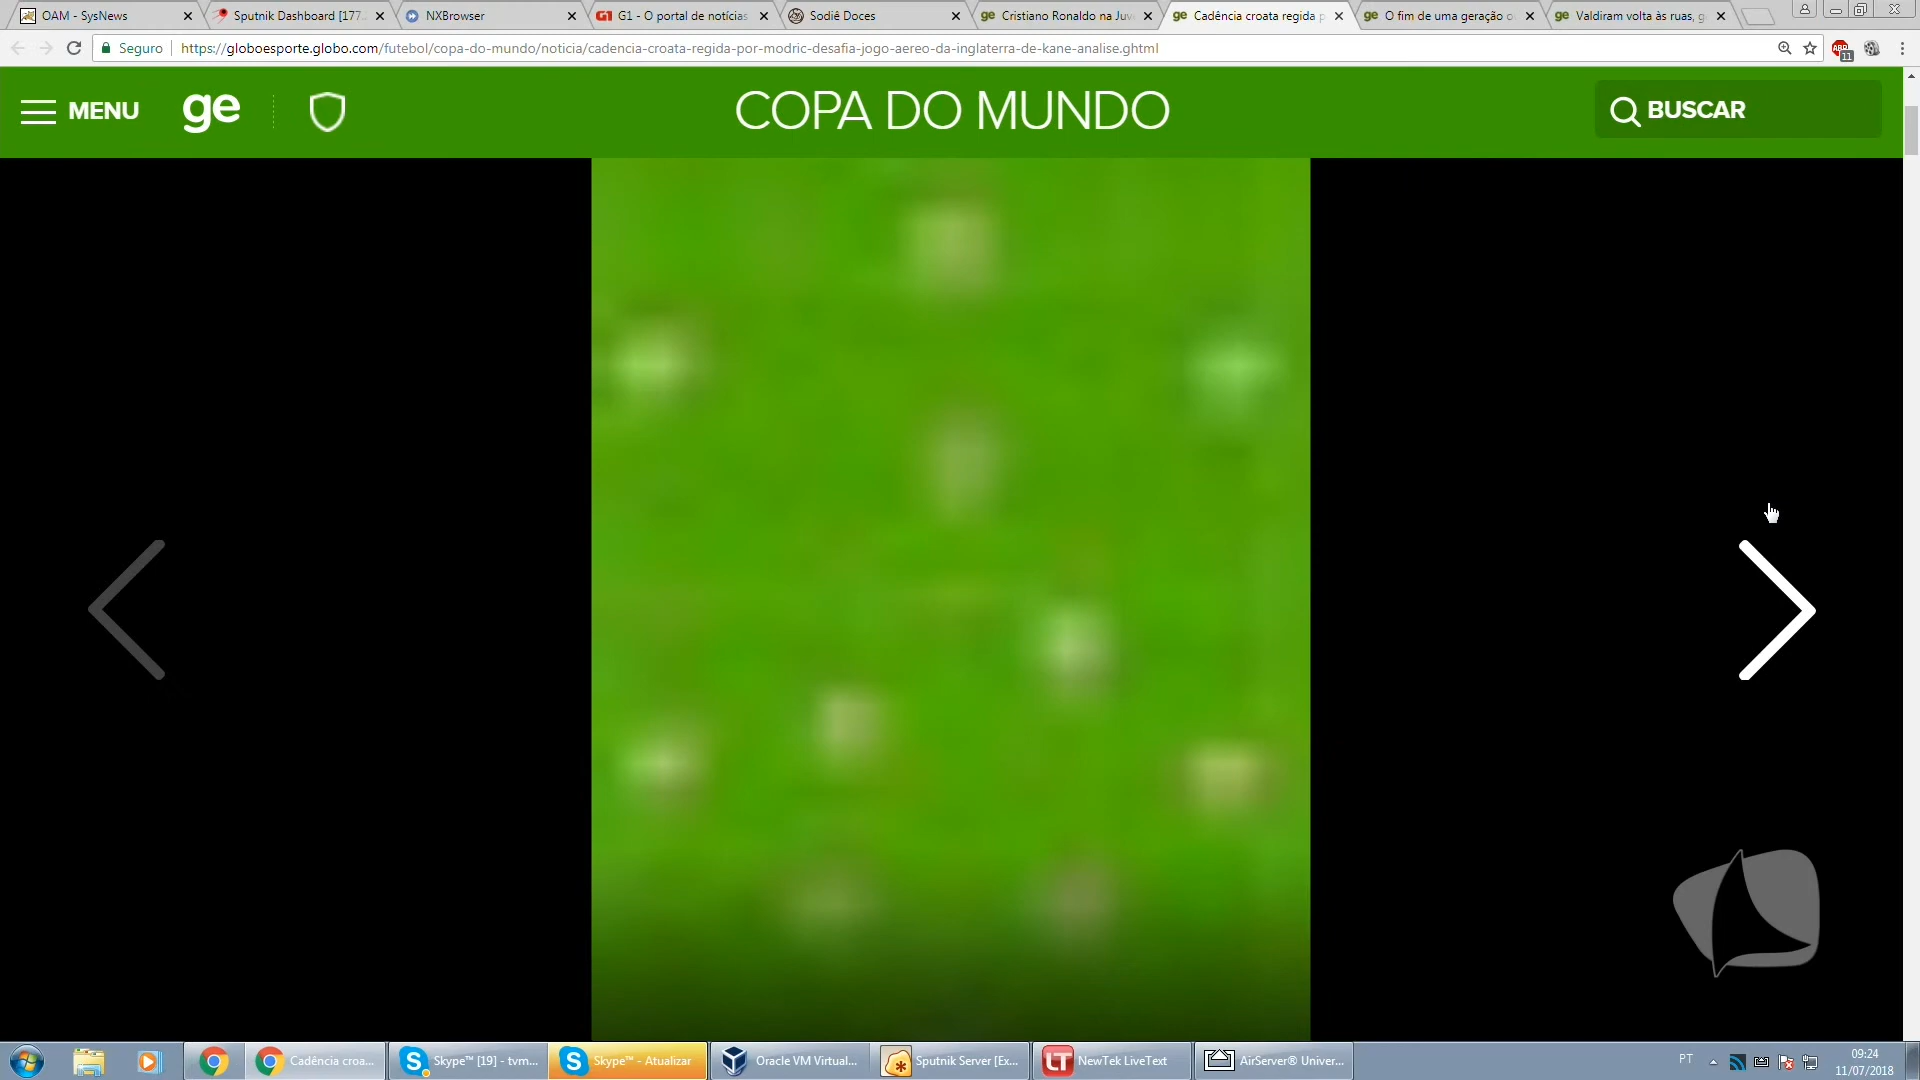 OAM - SysNews
Sputnik Dashboard [177
NXBrowser
G1 - O portal de notícias
Sodiê Doces
Cristiano Ronaldo na Juv
Cadência croata regida p
O fim de uma geração o
Valdiram volta às ruas, g
Seguro
https://globoesporte.globo.com/futebol/copa-do-mundo/noticia/cadencia-croata-regida-por-modric-desafia-jogo-aereo-da-inglaterra-de-kane-analise.ghtml
ABP
11
MENU
ge
COPA DO MUNDO
BUSCAR
Cadência croa...
Skype™ [19] - tvm...
Skype™ - Atualizar
Oracle VM Virtual...
Sputnik Server [Ex...
LT
NewTek LiveText
AirServer® Univer...
PT
09:24
11/07/2018